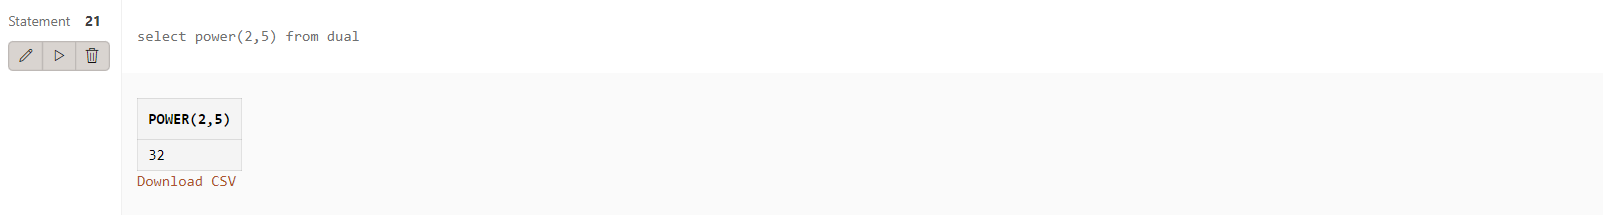 Statement 21
select power(2,5) from dual
POWER(2,5)
32
Download CSV